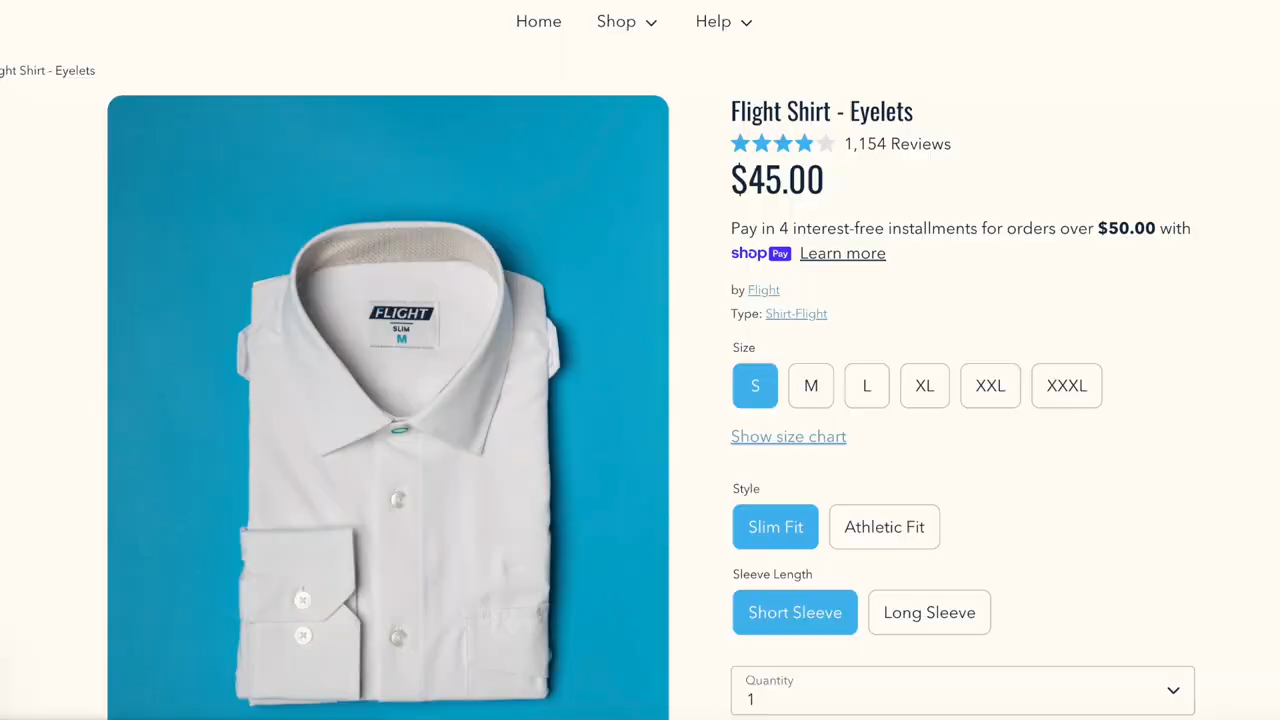 Home Shop Help
ght Shirt - Eyelets
FLIGHT
SLIM
M
Flight Shirt - Eyelets
1,154 Reviews
$45.00
Pay in 4 interest-free installments for orders over $50.00 with
shop Pay Learn more
by Flight
Type: Shirt-Flight
Size
S M L XL XXL XXXL
Show size chart
Style
Slim Fit Athletic Fit
Sleeve Length
Short Sleeve Long Sleeve
Quantity
1